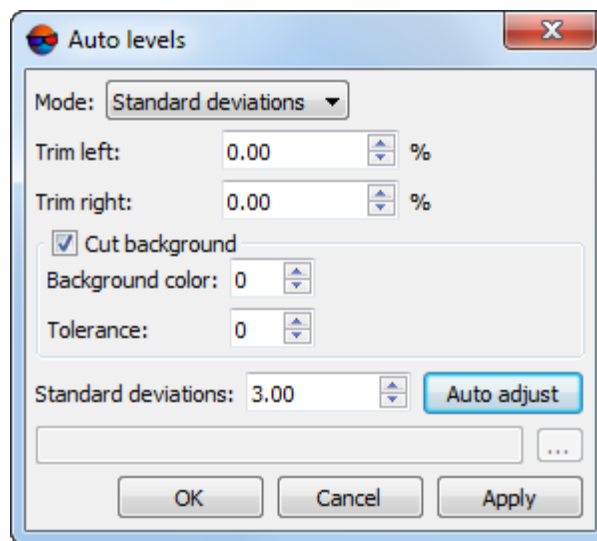 Auto levels
Mode: Standard deviations
Trim left: 0.00 %
Trim right: 0.00 %
Cut background
Background color: 0
Tolerance: 0
Standard deviations: 3.00 Auto adjust
...
OK Cancel Apply